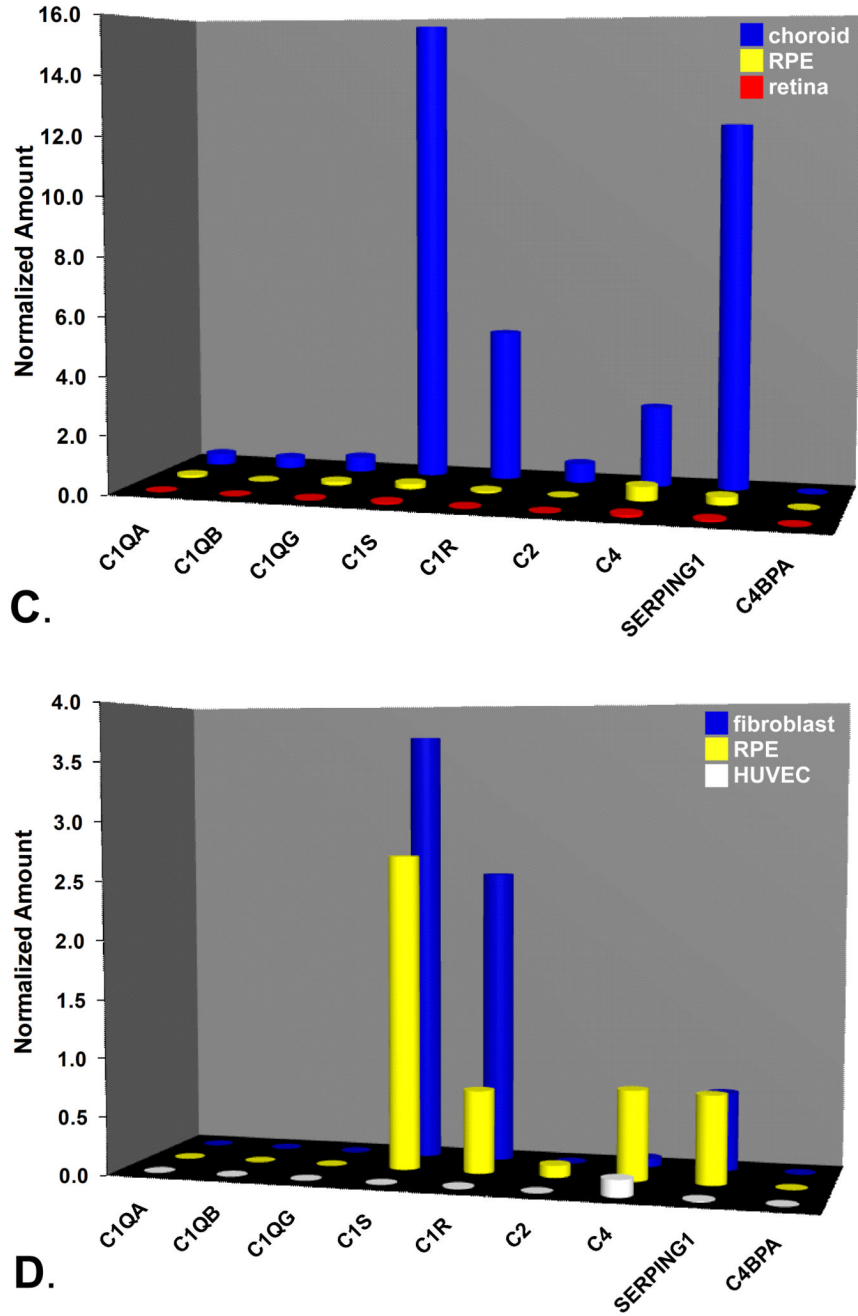 16.0
14.0
12.0
10.0
8.0
6.0
4.0
2.0
0.0
Normalized Amount
choroid
RPE
retina
C1QA
C1QB
C1QG
C1S
C1R
C2
C4
SERPING1
C4BPA
C.
4.0
3.5
3.0
2.5
2.0
1.5
1.0
0.5
0.0
Normalized Amount
fibroblast
RPE
HUVEC
C1QA
C1QB
C1QG
C1S
C1R
C2
C4
SERPING1
C4BPA
D.